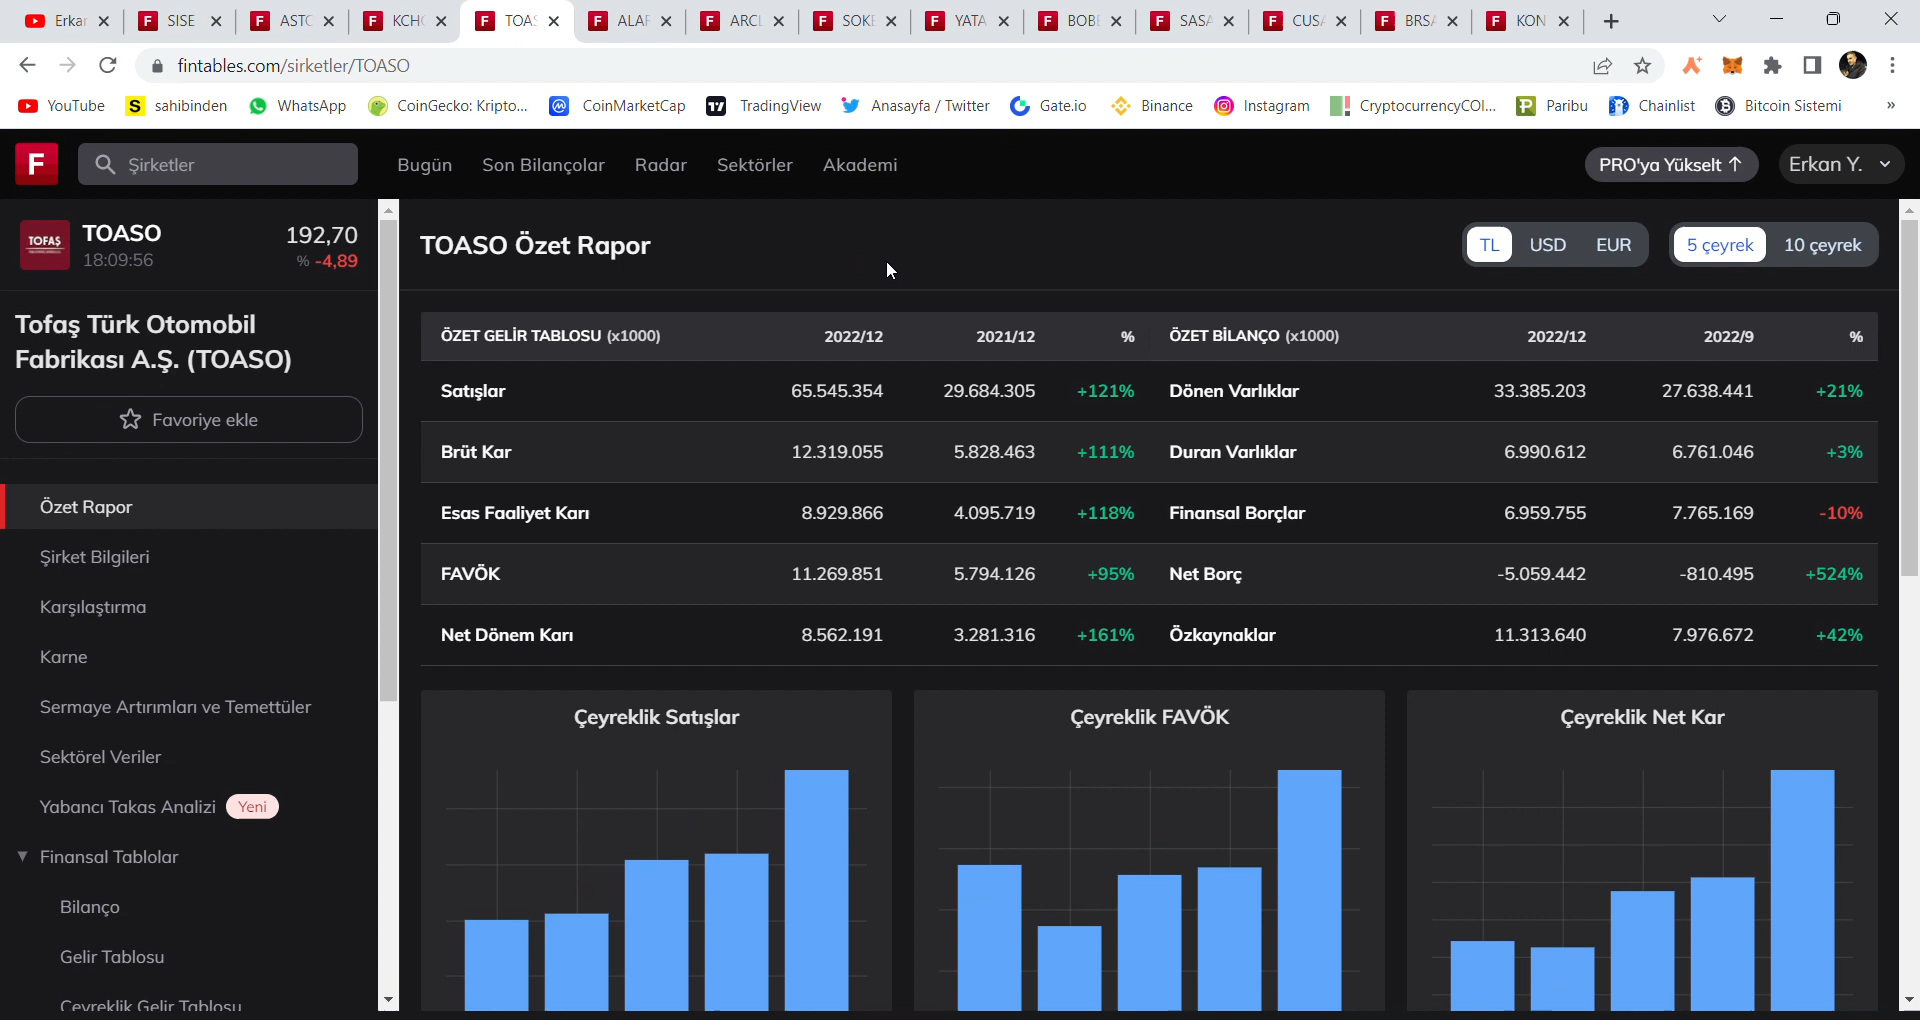 Erkan
SISE
ASTO
KCHO
TOAS
ALAR
ARCL
SOKE
YATA
BOBE
SASA
CUSA
BRSA
KON
fintables.com/sirketler/TOASO
YouTube
sahibinden
WhatsApp
CoinGecko: Kripto...
CoinMarketCap
TradingView
Anasayfa / Twitter
Gate.io
Binance
Instagram
CryptocurrencyCOI...
Paribu
Chainlist
Bitcoin Sistemi
»
F
Şirketler
Bugün
Son Bilançolar
Radar
Sektörler
Akademi
PRO'ya Yükselt ↑
Erkan Y.
TOFAŞ
TOASO 192,70
18:09:56 % -4,89
Tofaş Türk Otomobil
Fabrikası A.Ş. (TOASO)
Favoriye ekle
Özet Rapor
Şirket Bilgileri
Karşılaştırma
Karne
Sermaye Artırımları ve Temettüler
Sektörel Veriler
Yabancı Takas Analizi Yeni
Finansal Tablolar
Bilanço
Gelir Tablosu
Çeyreklik Gelir Tablosu
TOASO Özet Rapor
TL USD EUR
5 çeyrek 10 çeyrek
ÖZET GELİR TABLOSU (x1000) 2022/12 2021/12 % ÖZET BİLANÇO (x1000) 2022/12 2022/9 %
Satışlar 65.545.354 29.684.305 +121% Dönen Varlıklar 33.385.203 27.638.441 +21%
Brüt Kar 12.319.055 5.828.463 +111% Duran Varlıklar 6.990.612 6.761.046 +3%
Esas Faaliyet Karı 8.929.866 4.095.719 +118% Finansal Borçlar 6.959.755 7.765.169 -10%
FAVÖK 11.269.851 5.794.126 +95% Net Borç -5.059.442 -810.495 +524%
Net Dönem Karı 8.562.191 3.281.316 +161% Özkaynaklar 11.313.640 7.976.672 +42%
Çeyreklik Satışlar
Çeyreklik FAVÖK
Çeyreklik Net Kar